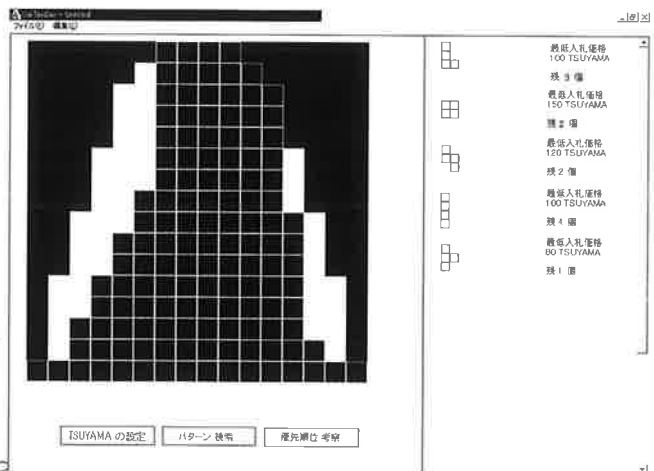 ファイル(F) 編集(E)
最低入札価格
100 TSUYAMA
残 3 個
最低入札価格
150 TSUYAMA
残 2 個
最低入札価格
120 TSUYAMA
残 2 個
最低入札価格
100 TSUYAMA
残 4 個
最低入札価格
80 TSUYAMA
残 1 個
TSUYAMA の設定 パターン 検索 優先順位 考察